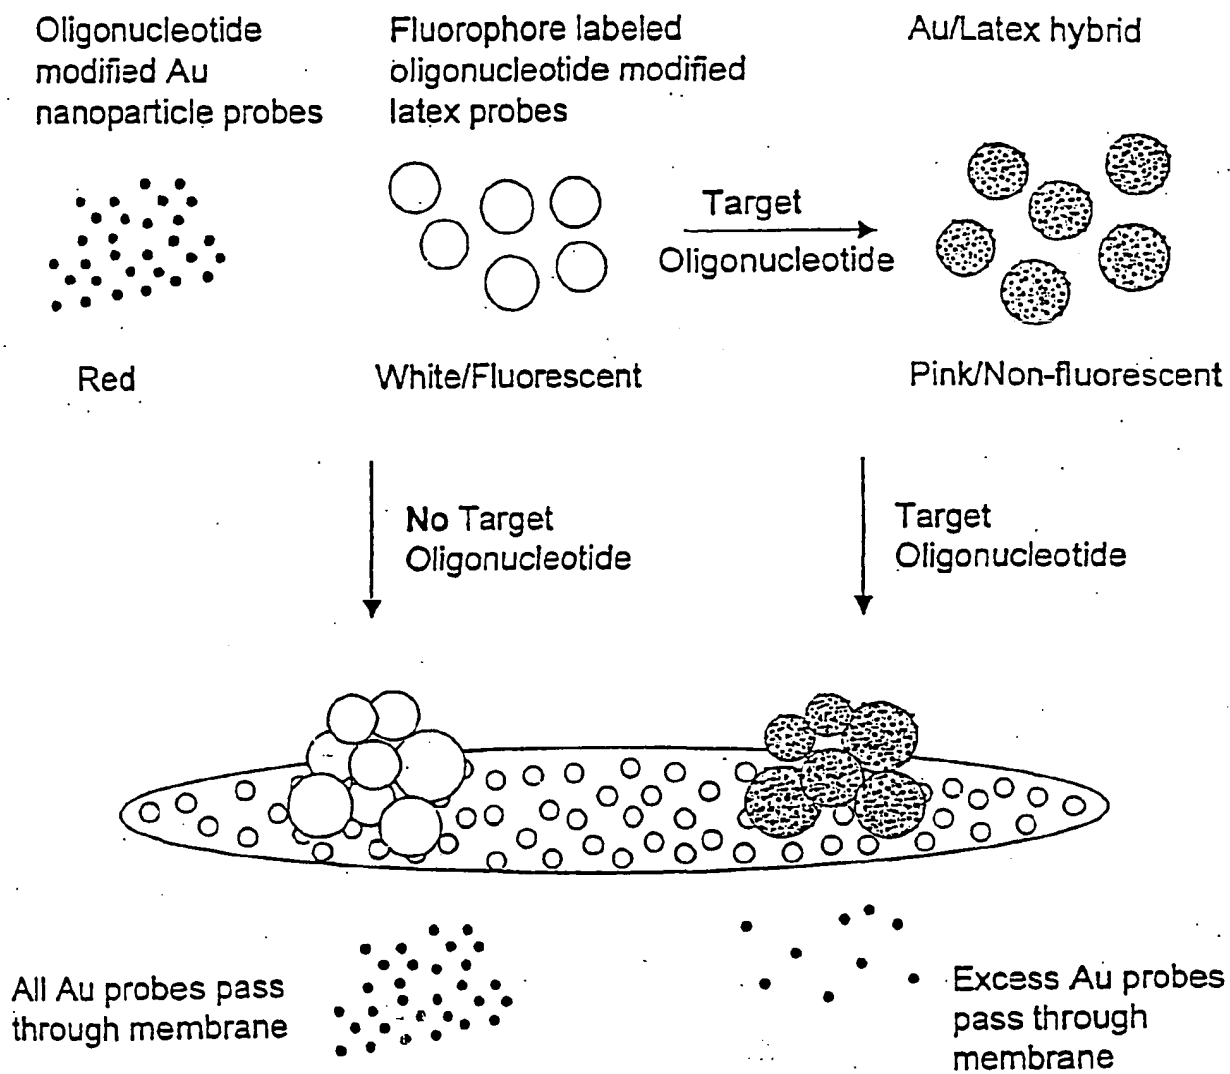 Oligonucleotide
modified Au
nanoparticle probes
Fluorophore labeled
oligonucleotide modified
latex probes
Au/Latex hybrid
Target
Oligonucleotide
Red
White/Fluorescent
Pink/Non-fluorescent
No Target
Oligonucleotide
Target
Oligonucleotide
All Au probes pass
through membrane
Excess Au probes
pass through
membrane